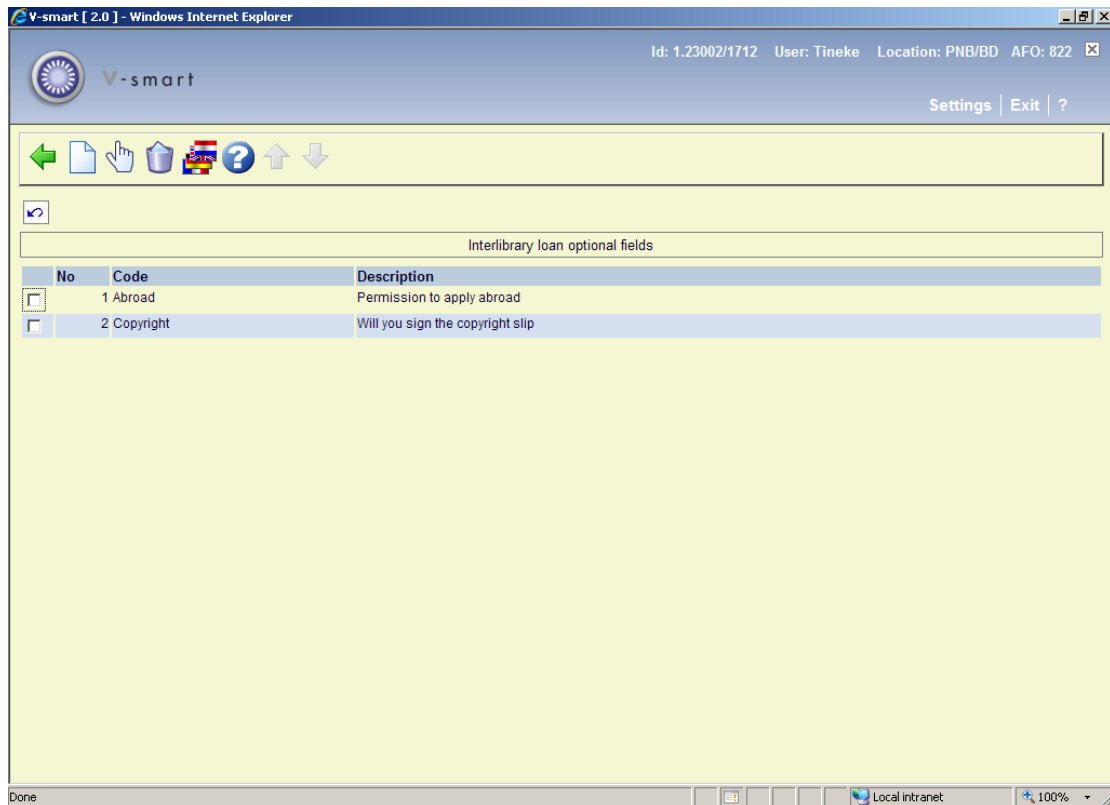 V-smart [ 2.0 ] - Windows Internet Explorer
Id: 1.23002/1712 User: Tineke Location: PNB/BD AFO: 822
V-smart
Settings | Exit | ?
Interlibrary loan optional fields
No Code Description
1 Abroad Permission to apply abroad
2 Copyright Will you sign the copyright slip
Done Local intranet 100%